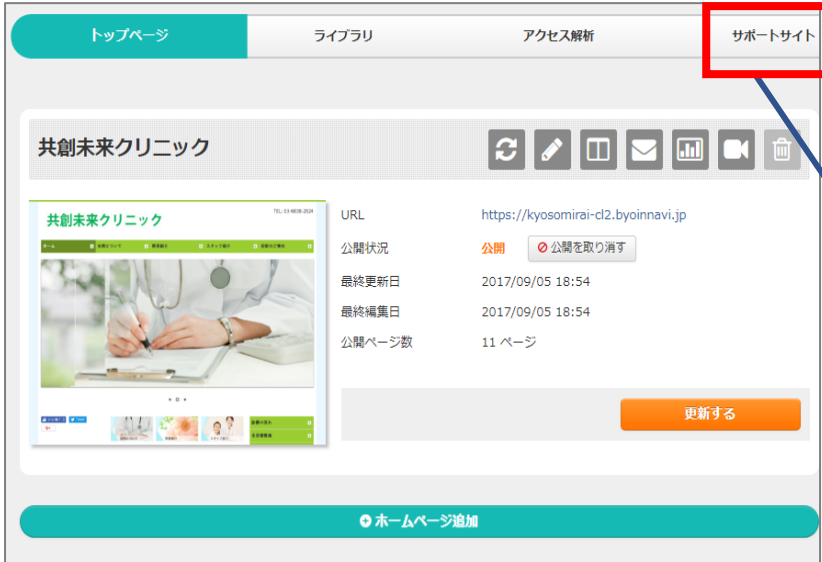 トップページ
ライブラリ
アクセス解析
サポートサイト
共創未来クリニック
共創未来クリニック
URL
https://kyosomirai-cl2.byoinnavi.jp
公開状況
公開
公開を取り消す
最終更新日
2017/09/05 18:54
最終編集日
2017/09/05 18:54
公開ページ数
11 ページ
更新する
ホームページ追加